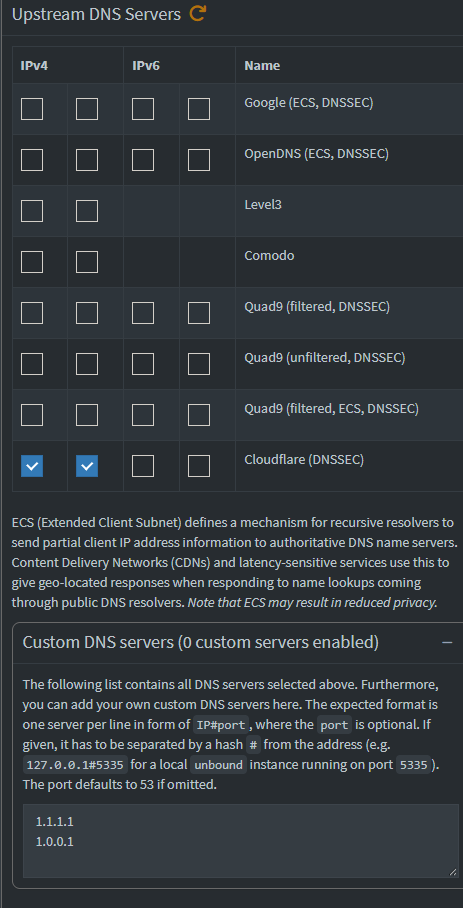 Upstream DNS Servers
IPv4 IPv6 Name
Google (ECS, DNSSEC)
OpenDNS (ECS, DNSSEC)
Level3
Comodo
Quad9 (filtered, DNSSEC)
Quad9 (unfiltered, DNSSEC)
Quad9 (filtered, ECS, DNSSEC)
Cloudflare (DNSSEC)
ECS (Extended Client Subnet) defines a mechanism for recursive resolvers to
send partial client IP address information to authoritative DNS name servers.
Content Delivery Networks (CDNs) and latency-sensitive services use this to
give geo-located responses when responding to name lookups coming
through public DNS resolvers. Note that ECS may result in reduced privacy.
Custom DNS servers (0 custom servers enabled)
The following list contains all DNS servers selected above. Furthermore,
you can add your own custom DNS servers here. The expected format is
one server per line in form of IP#port, where the port is optional. If
given, it has to be separated by a hash # from the address (e.g.
127.0.0.1#5335 for a local unbound instance running on port 5335).
The port defaults to 53 if omitted.
1.1.1.1
1.0.0.1